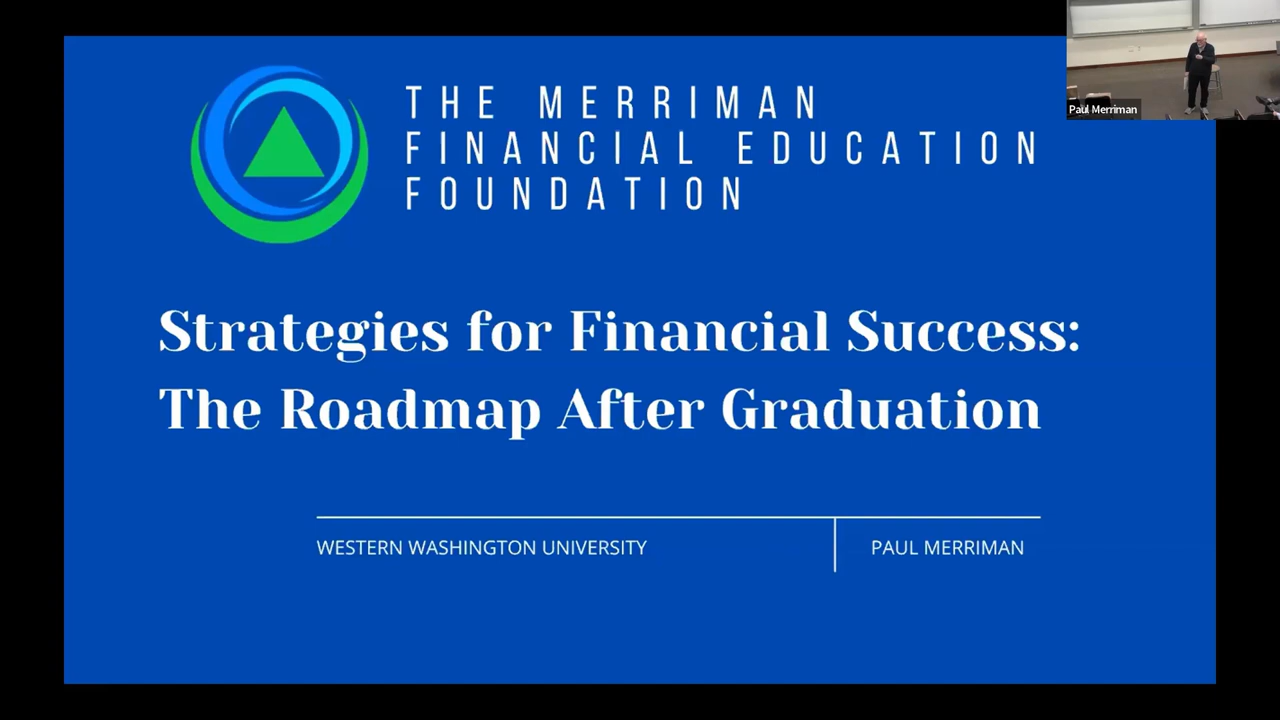 THE MERRIMAN
FINANCIAL EDUCATION
FOUNDATION
Paul Merriman
Strategies for Financial Success:
The Roadmap After Graduation
WESTERN WASHINGTON UNIVERSITY
PAUL MERRIMAN